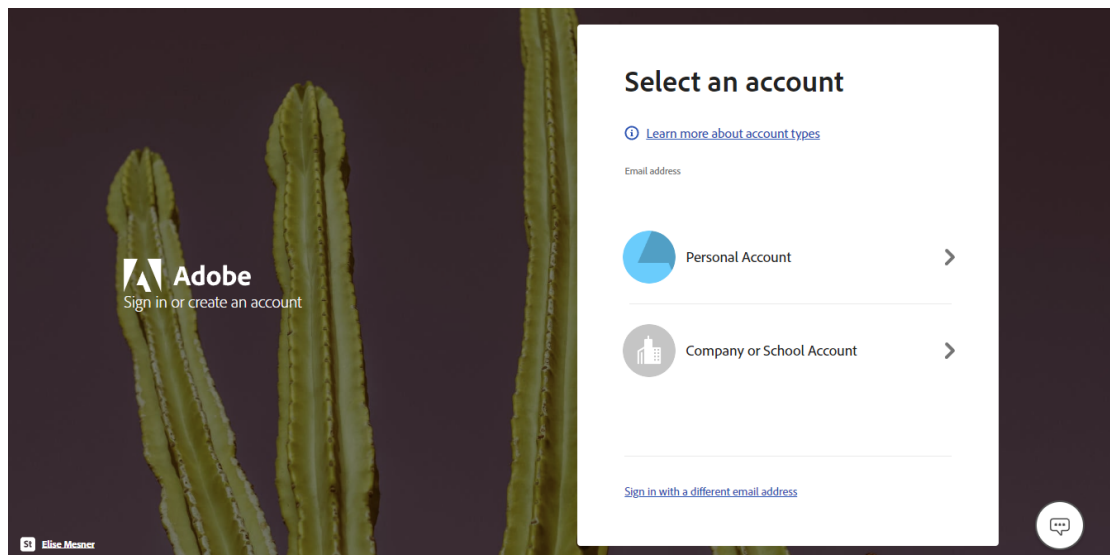 Select an account
Learn more about account types
Email address
Personal Account
Adobe
Sign in or create an account
Company or School Account
Sign in with a different email address
St Elise Mesner